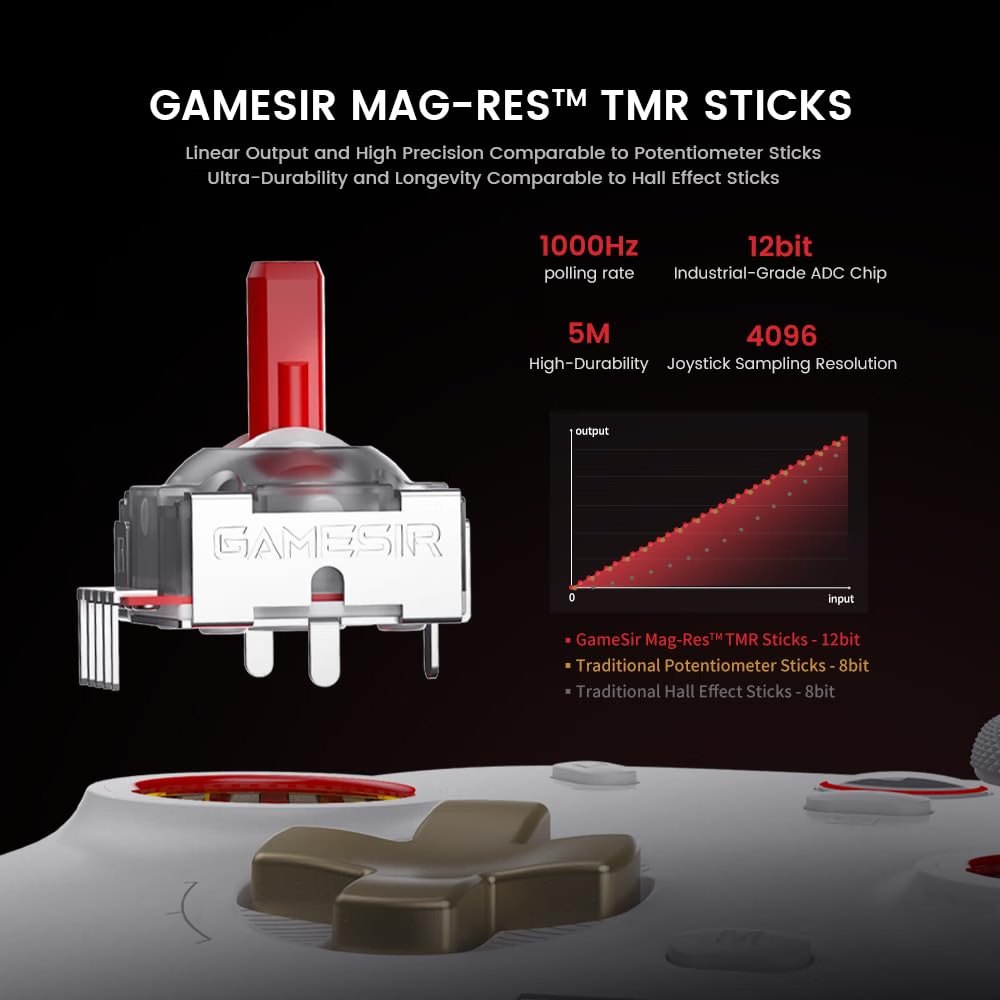 GAMESIR MAG-RES™ TMR STICKS
Linear Output and High Precision Comparable to Potentiometer Sticks
Ultra-Durability and Longevity Comparable to Hall Effect Sticks
1000Hz
polling rate
12bit
Industrial-Grade ADC Chip
5M
High-Durability
4096
Joystick Sampling Resolution
GAMESIR
output
0
input
▪ GameSir Mag-Res™ TMR Sticks - 12bit
▪ Traditional Potentiometer Sticks - 8bit
▪ Traditional Hall Effect Sticks - 8bit